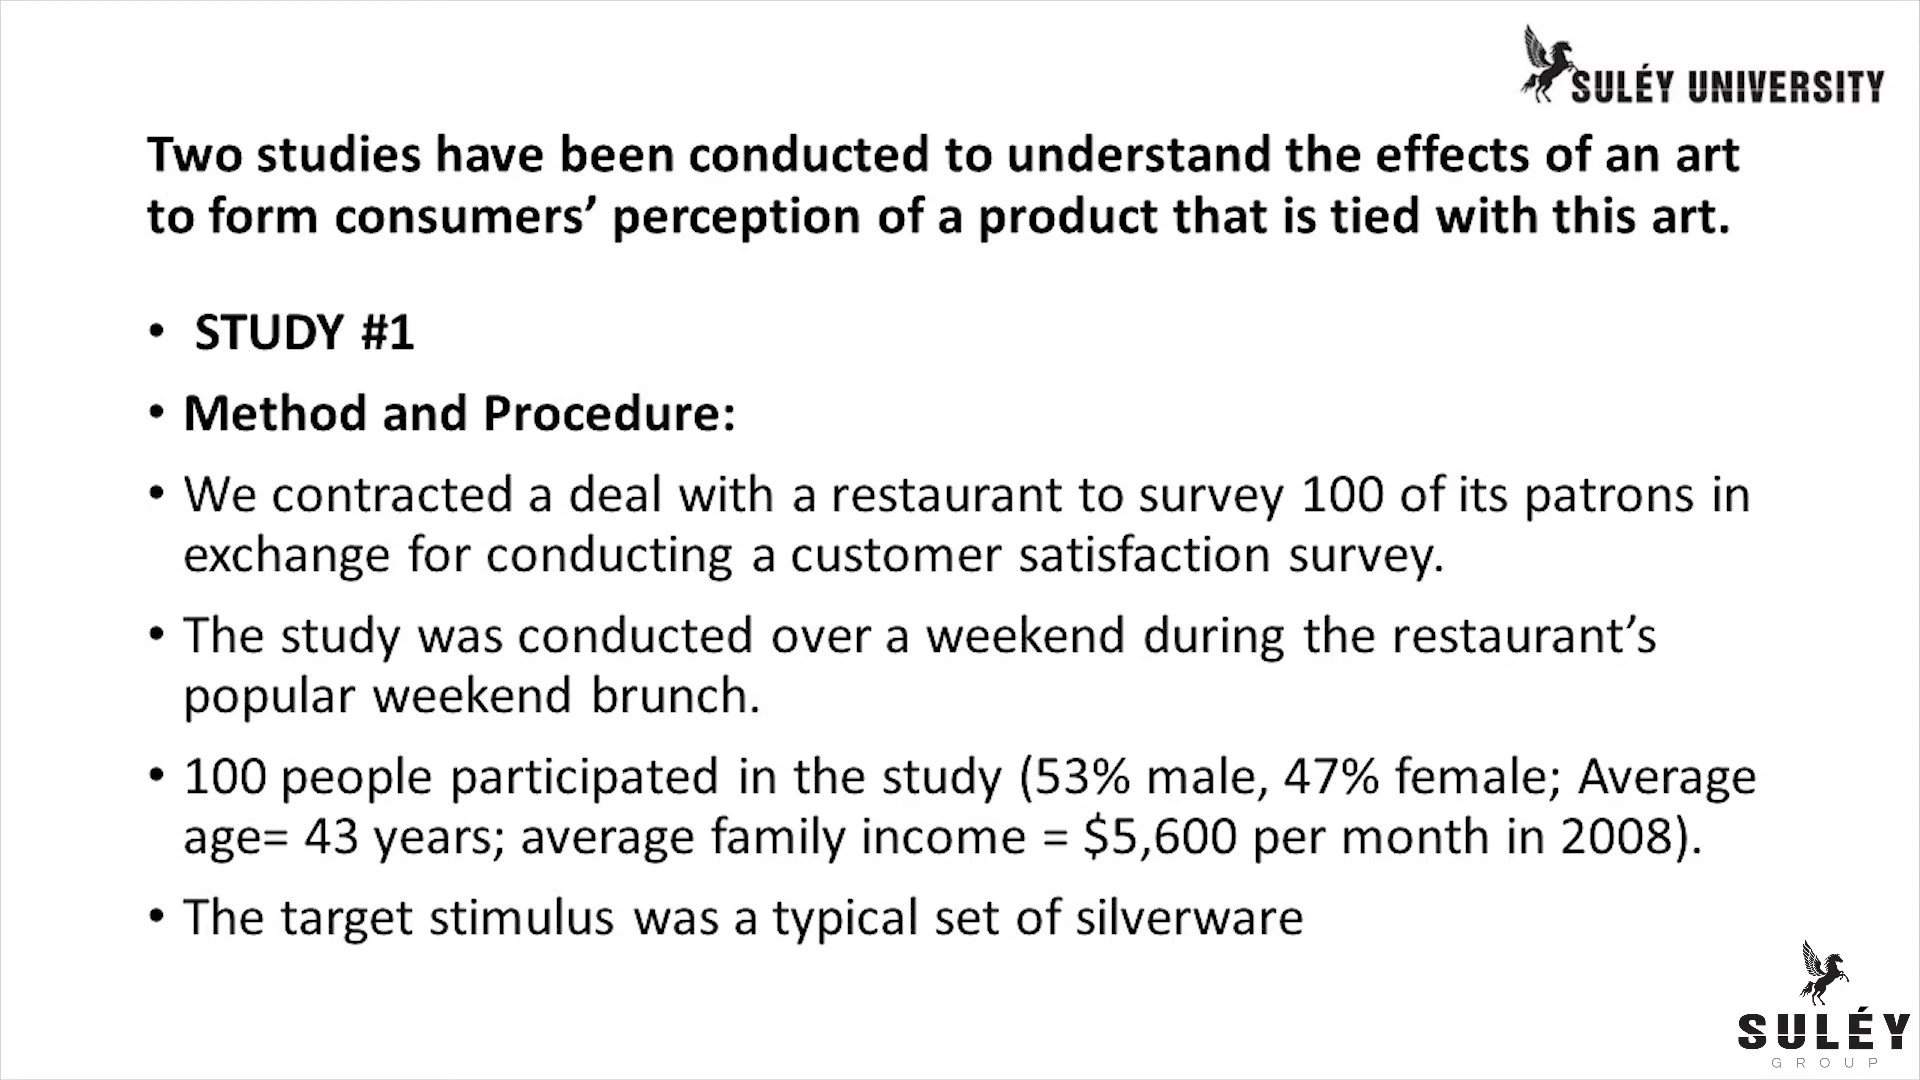 SULÉY UNIVERSITY
Two studies have been conducted to understand the effects of an art
to form consumers’ perception of a product that is tied with this art.
• STUDY #1
• Method and Procedure:
• We contracted a deal with a restaurant to survey 100 of its patrons in
exchange for conducting a customer satisfaction survey.
• The study was conducted over a weekend during the restaurant’s
popular weekend brunch.
• 100 people participated in the study (53% male, 47% female; Average
age= 43 years; average family income = $5,600 per month in 2008).
• The target stimulus was a typical set of silverware
SULÉY
GROUP